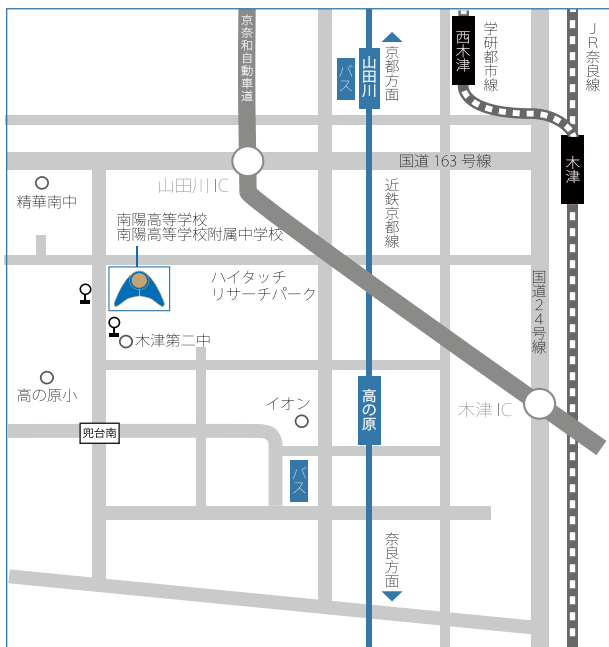 京奈和自動車道
バス
山田川
京都方面
西木津
学研都市線
JR奈良線
木津
国道163号線
山田川IC
近鉄京都線
精華南中
南陽高等学校
南陽高等学校附属中学校
ハイタッチ
リサーチパーク
国道24号線
木津第二中
高の原小
イオン
高の原
木津IC
兜台南
バス
奈良方面